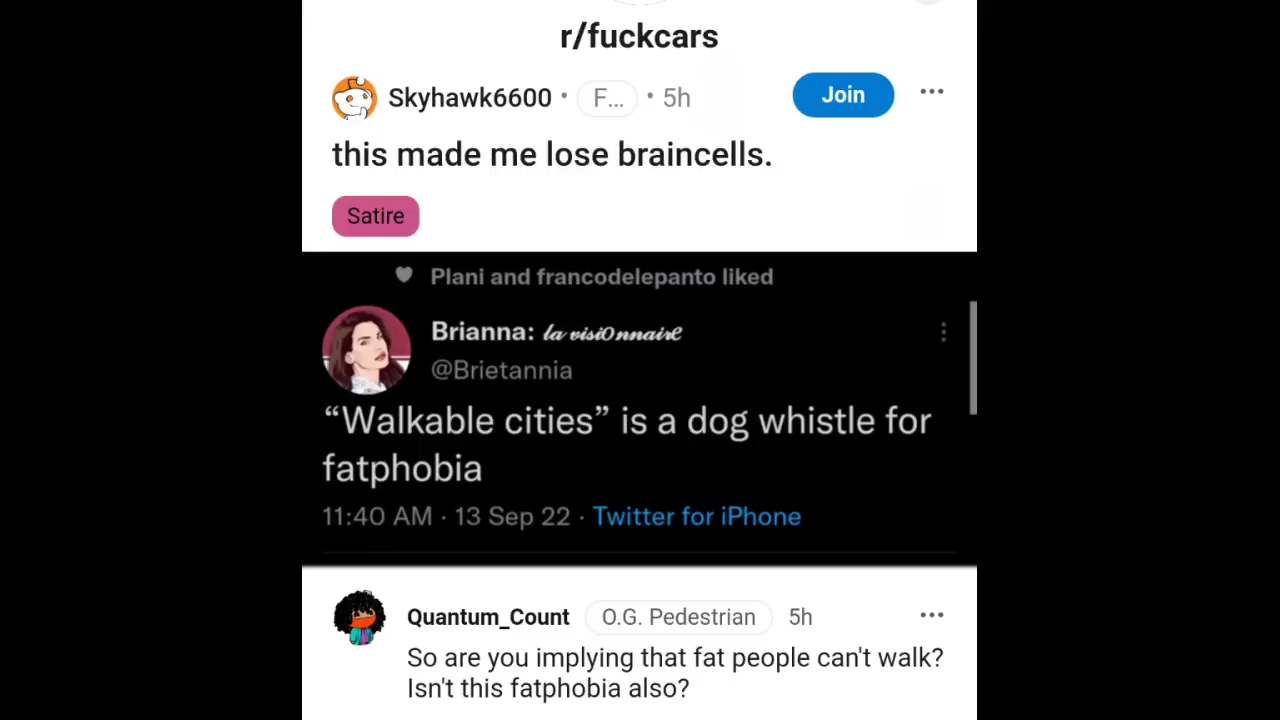 r/fuckcars
Skyhawk6600 • F... • 5h
Join
this made me lose braincells.
Satire
Plani and francodelepanto liked
Brianna: la visionnaire
@Brietannia
“Walkable cities” is a dog whistle for
fatphobia
11:40 AM · 13 Sep 22 · Twitter for iPhone
Quantum_Count O.G. Pedestrian 5h
So are you implying that fat people can't walk?
Isn't this fatphobia also?